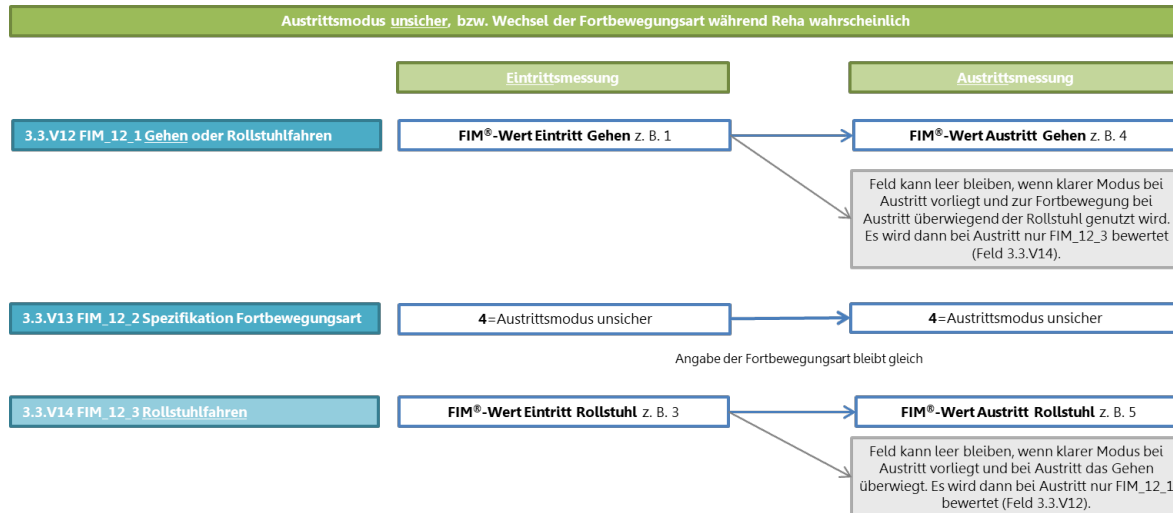 Austrittsmodus unsicher, bzw. Wechsel der Fortbewegungsart während Reha wahrscheinlich
Eintrittsmessung
Austrittsmessung
3.3.V12 FIM_12_1 Gehen oder Rollstuhlfahren
FIM®-Wert Eintritt Gehen z. B. 1
FIM®-Wert Austritt Gehen z. B. 4
Feld kann leer bleiben, wenn klarer Modus bei
Austritt vorliegt und zur Fortbewegung bei
Austritt überwiegend der Rollstuhl genutzt wird.
Es wird dann bei Austritt nur FIM_12_3 bewertet
(Feld 3.3.V14).
3.3.V13 FIM_12_2 Spezifikation Fortbewegungsart
4=Austrittsmodus unsicher
4=Austrittsmodus unsicher
Angabe der Fortbewegungsart bleibt gleich
3.3.V14 FIM_12_3 Rollstuhlfahren
FIM®-Wert Eintritt Rollstuhl z. B. 3
FIM®-Wert Austritt Rollstuhl z. B. 5
Feld kann leer bleiben, wenn klarer Modus bei
Austritt vorliegt und bei Austritt das Gehen
überwiegt. Es wird dann bei Austritt nur FIM_12_1
bewertet (Feld 3.3.V12).